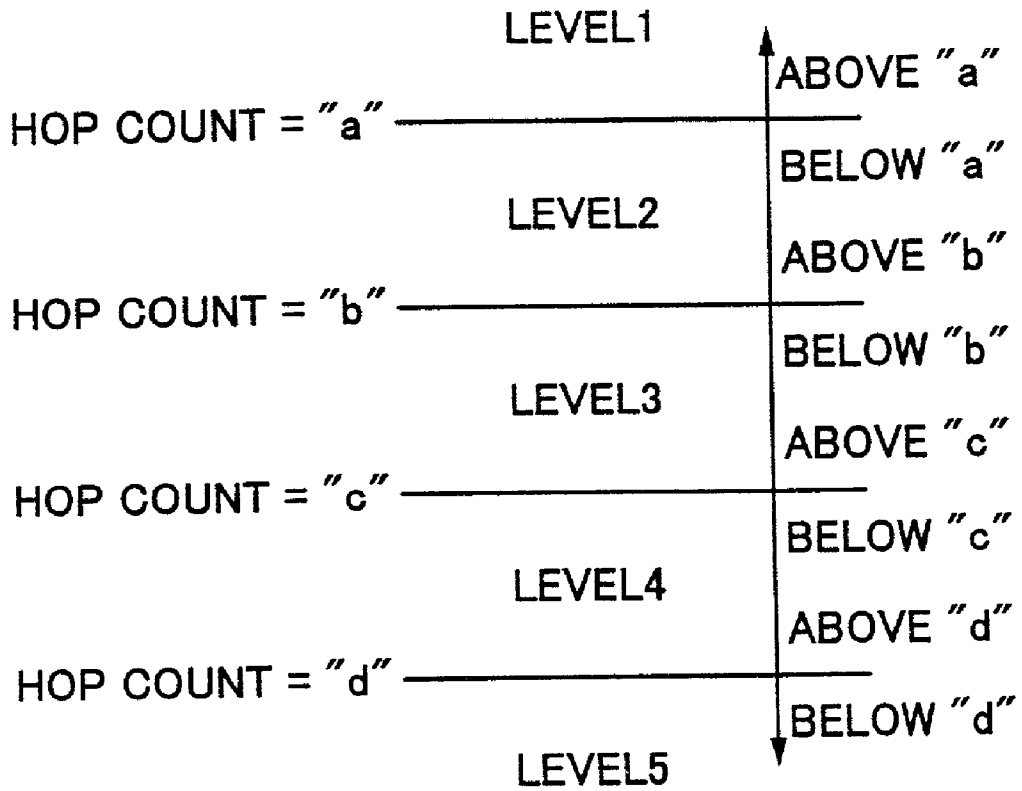 LEVEL1
ABOVE "a"
HOP COUNT = "a"
BELOW "a"
LEVEL2
ABOVE "b"
HOP COUNT = "b"
BELOW "b"
LEVEL3
ABOVE "c"
HOP COUNT = "c"
BELOW "c"
LEVEL4
ABOVE "d"
HOP COUNT = "d"
BELOW "d"
LEVEL5